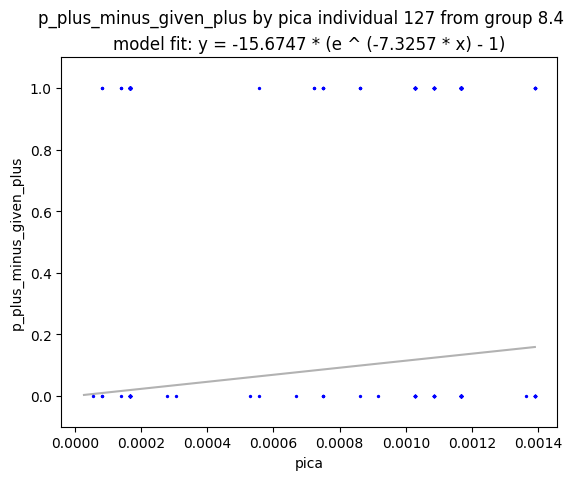 p_plus_minus_given_plus by pica individual 127 from group 8.4
model fit: y = -15.6747 * (e ^ (-7.3257 * x) - 1)
1.0
0.8
0.6
0.4
0.2
0.0
p_plus_minus_given_plus
0.0000 0.0002 0.0004 0.0006 0.0008 0.0010 0.0012 0.0014
pica